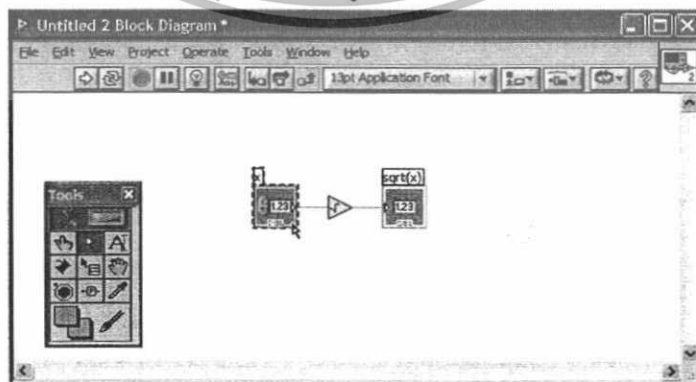 Untitled 2 Block Diagram *
File Edit View Project Operate Tools Window Help
13pt Application Font
x
sqrt(x)
1.23
1.23
DBL
Tools
A